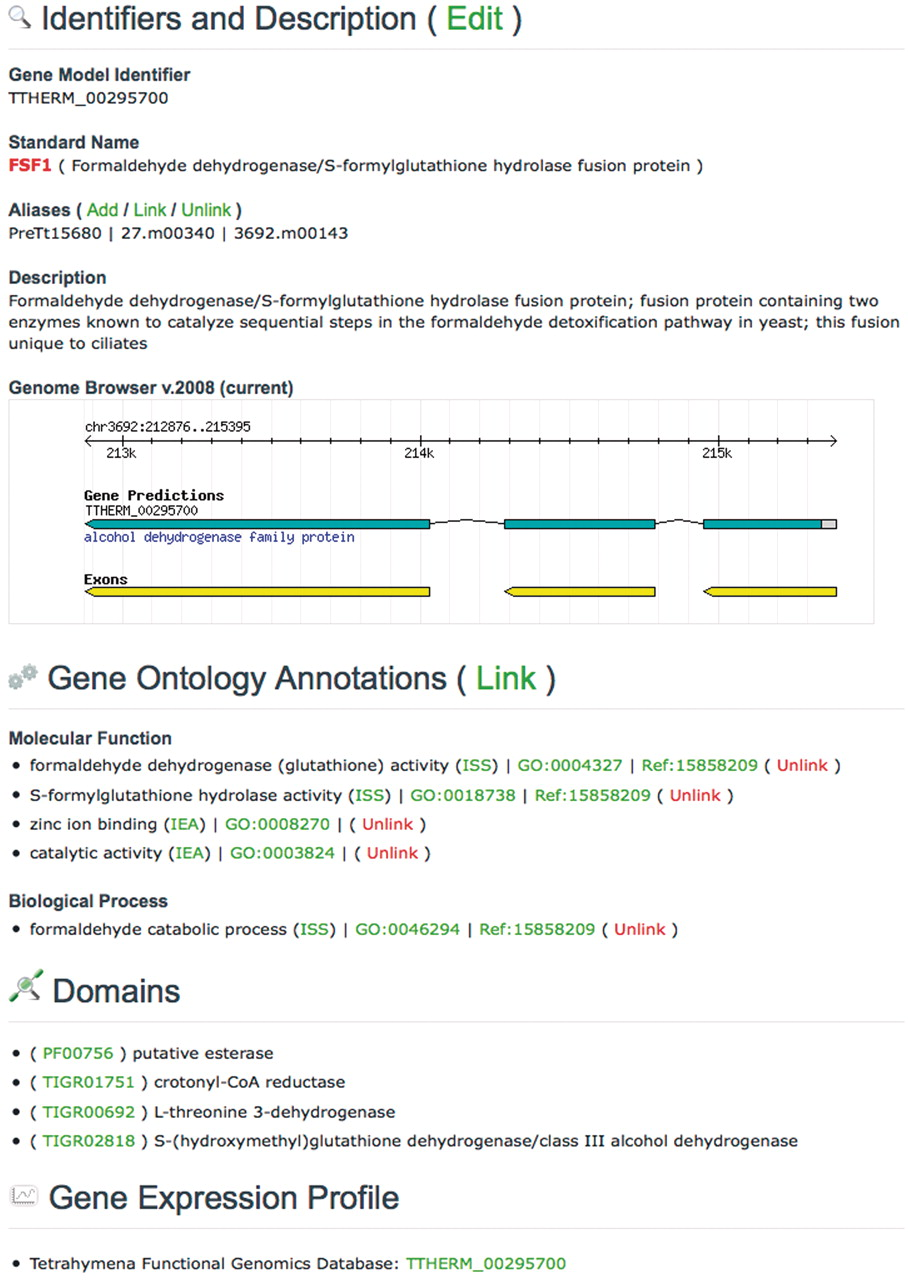 Identifiers and Description ( Edit )
Gene Model Identifier
TTHERM_00295700
Standard Name
FSF1 ( Formaldehyde dehydrogenase/S-formylglutathione hydrolase fusion protein )
Aliases ( Add / Link / Unlink )
PreTt15680 | 27.m00340 | 3692.m00143
Description
Formaldehyde dehydrogenase/S-formylglutathione hydrolase fusion protein; fusion protein containing two
enzymes known to catalyze sequential steps in the formaldehyde detoxification pathway in yeast; this fusion
unique to ciliates
Genome Browser v.2008 (current)
chr3692:212876..215395
213k 214k 215k
Gene Predictions
TTHERM_00295700
alcohol dehydrogenase family protein
Exons
Gene Ontology Annotations ( Link )
Molecular Function
• formaldehyde dehydrogenase (glutathione) activity (ISS) | GO:0004327 | Ref:15858209 ( Unlink )
• S-formylglutathione hydrolase activity (ISS) | GO:0018738 | Ref:15858209 ( Unlink )
• zinc ion binding (IEA) | GO:0008270 | ( Unlink )
• catalytic activity (IEA) | GO:0003824 | ( Unlink )
Biological Process
• formaldehyde catabolic process (ISS) | GO:0046294 | Ref:15858209 ( Unlink )
Domains
• ( PF00756 ) putative esterase
• ( TIGR01751 ) crotonyl-CoA reductase
• ( TIGR00692 ) L-threonine 3-dehydrogenase
• ( TIGR02818 ) S-(hydroxymethyl)glutathione dehydrogenase/class III alcohol dehydrogenase
Gene Expression Profile
• Tetrahymena Functional Genomics Database: TTHERM_00295700